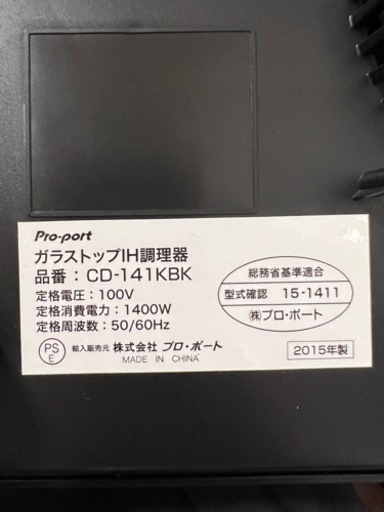 Pro-port
ガラストップIH調理器
品番：CD-141KBK
定格電圧：100V
定格消費電力：1400W
定格周波数：50/60Hz
総務省基準適合
型式確認 15-1411
㈱プロ・ポート
PS
E
輸入販売元 株式会社 プロ・ポート
MADE IN CHINA
2015年製